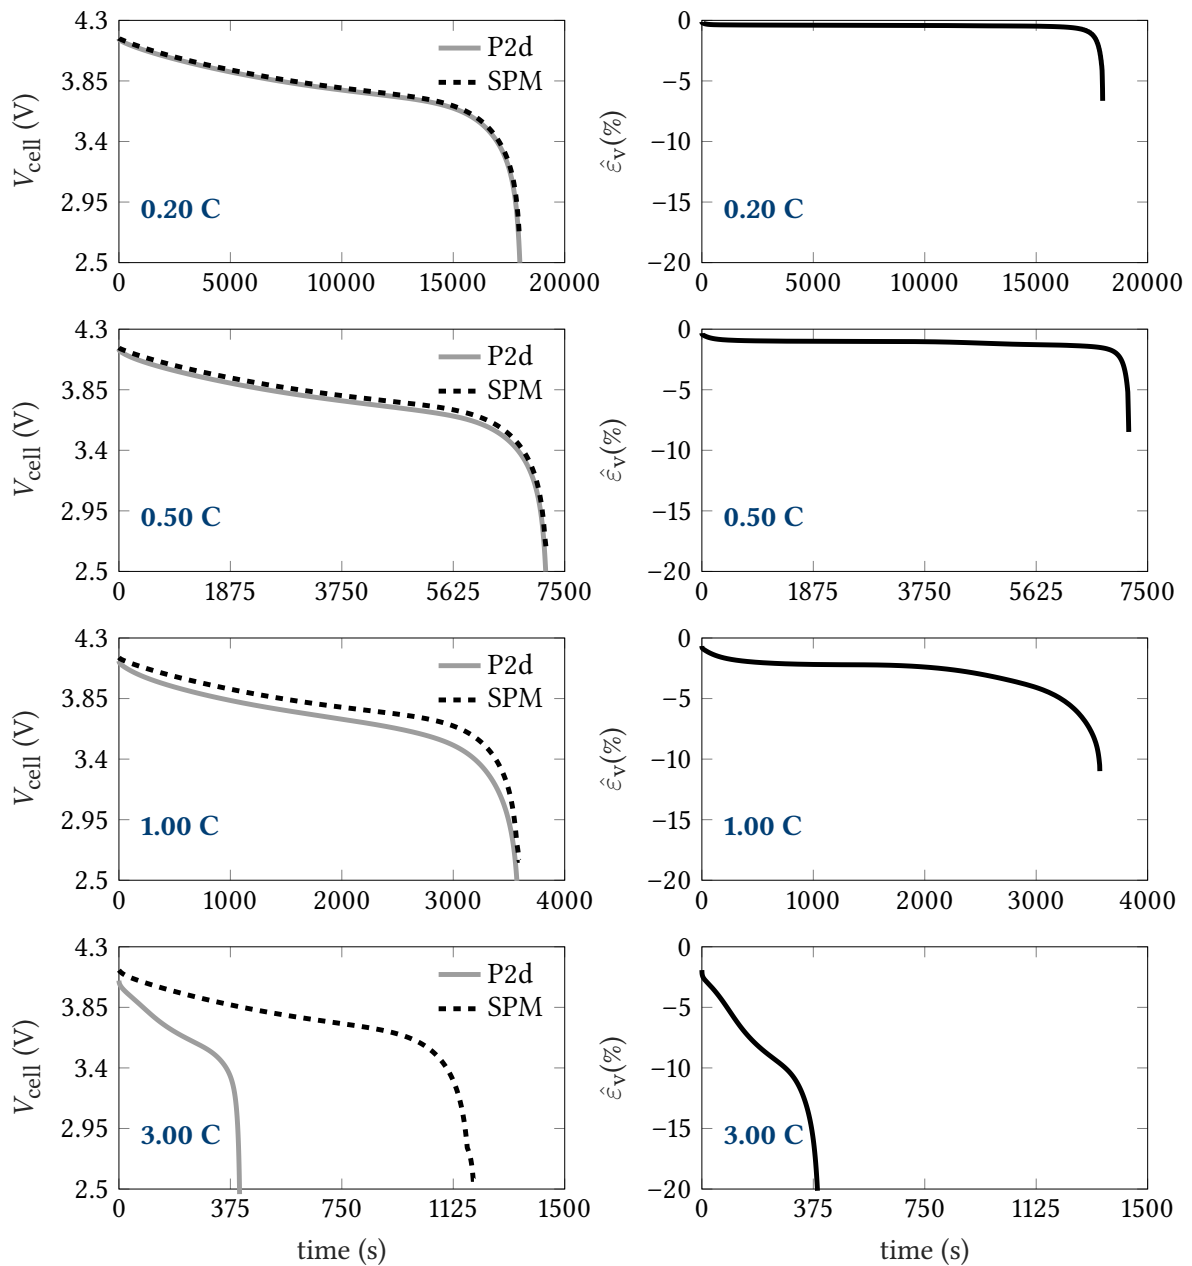 4.3
3.85
3.4
2.95
2.5
V_cell (V)
P2d
SPM
0.20 C
0 5000 10000 15000 20000
0
−5
−10
−15
−20
ε̂_v(%)
0.20 C
0 5000 10000 15000 20000
4.3
3.85
3.4
2.95
2.5
V_cell (V)
P2d
SPM
0.50 C
0 1875 3750 5625 7500
0
−5
−10
−15
−20
ε̂_v(%)
0.50 C
0 1875 3750 5625 7500
4.3
3.85
3.4
2.95
2.5
V_cell (V)
P2d
SPM
1.00 C
0 1000 2000 3000 4000
0
−5
−10
−15
−20
ε̂_v(%)
1.00 C
0 1000 2000 3000 4000
4.3
3.85
3.4
2.95
2.5
V_cell (V)
P2d
SPM
3.00 C
0 375 750 1125 1500
time (s)
0
−5
−10
−15
−20
ε̂_v(%)
3.00 C
0 375 750 1125 1500
time (s)